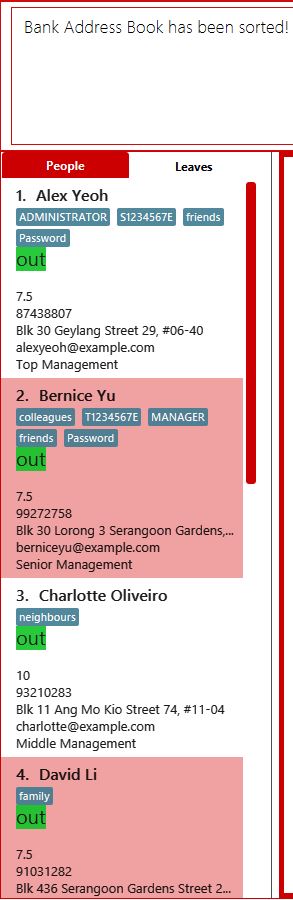 Bank Address Book has been sorted!
People Leaves
1. Alex Yeoh
ADMINISTRATOR S1234567E friends
Password
out
7.5
87438807
Blk 30 Geylang Street 29, #06-40
alexyeoh@example.com
Top Management
2. Bernice Yu
colleagues T1234567E MANAGER
friends Password
out
7.5
99272758
Blk 30 Lorong 3 Serangoon Gardens,...
berniceyu@example.com
Senior Management
3. Charlotte Oliveiro
neighbours
out
10
93210283
Blk 11 Ang Mo Kio Street 74, #11-04
charlotte@example.com
Middle Management
4. David Li
family
out
7.5
91031282
Blk 436 Serangoon Gardens Street 2...